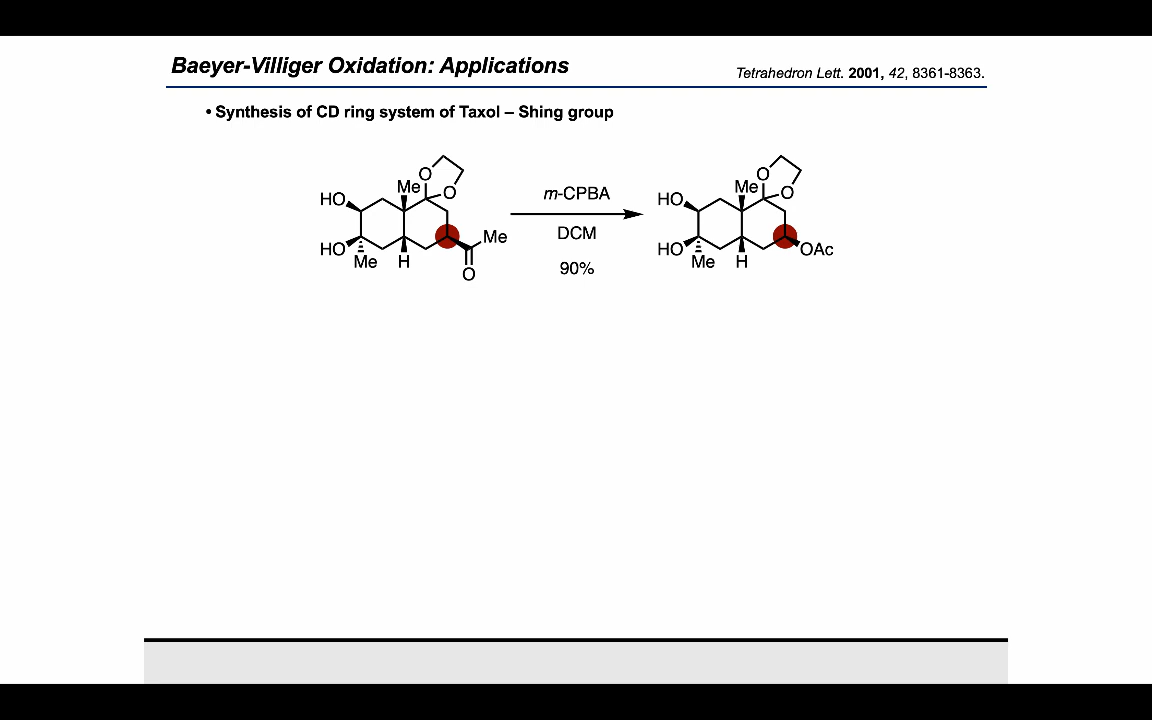 Baeyer-Villiger Oxidation: Applications
Tetrahedron Lett. 2001, 42, 8361-8363.
• Synthesis of CD ring system of Taxol – Shing group
O
O
Me
HO
HO
Me
H
Me
O
m-CPBA
DCM
90%
O
O
Me
HO
HO
Me
H
OAc